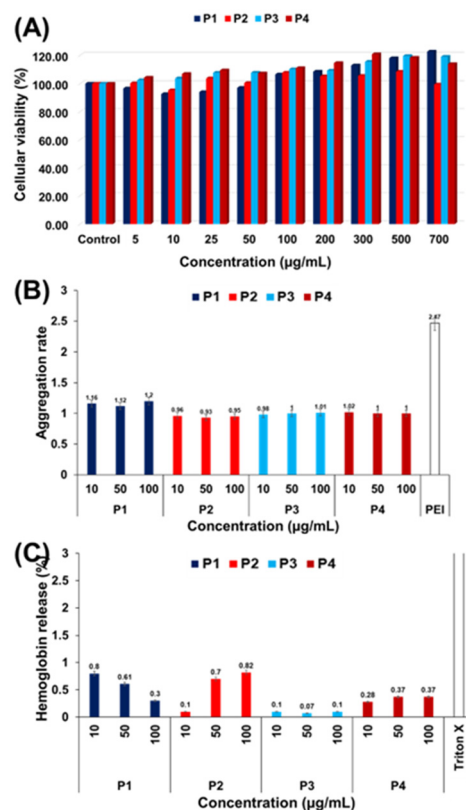 (A)
P1 P2 P3 P4
Cellular viability (%)
120.00
100.00
80.00
60.00
40.00
20.00
0.00
Control 5 10 25 50 100 200 300 500 700
Concentration (μg/mL)
(B)
P1 P2 P3 P4
Aggregation rate
3
2.5
2
1.5
1
0.5
0
1.16 1.12 1.2 0.96 0.93 0.95 0.98 1 1.01 1.02 1 1 2.47
10 50 100 10 50 100 10 50 100 10 50 100
P1 P2 P3 P4 PEI
Concentration (μg/mL)
(C)
P1 P2 P3 P4
Hemoglobin release (%)
3
2.5
2
1.5
1
0.5
0
0.8 0.61 0.3 0.1 0.7 0.82 0.1 0.07 0.1 0.28 0.37 0.37
10 50 100 10 50 100 10 50 100 10 50 100 Triton X
P1 P2 P3 P4
Concentration (μg/mL)